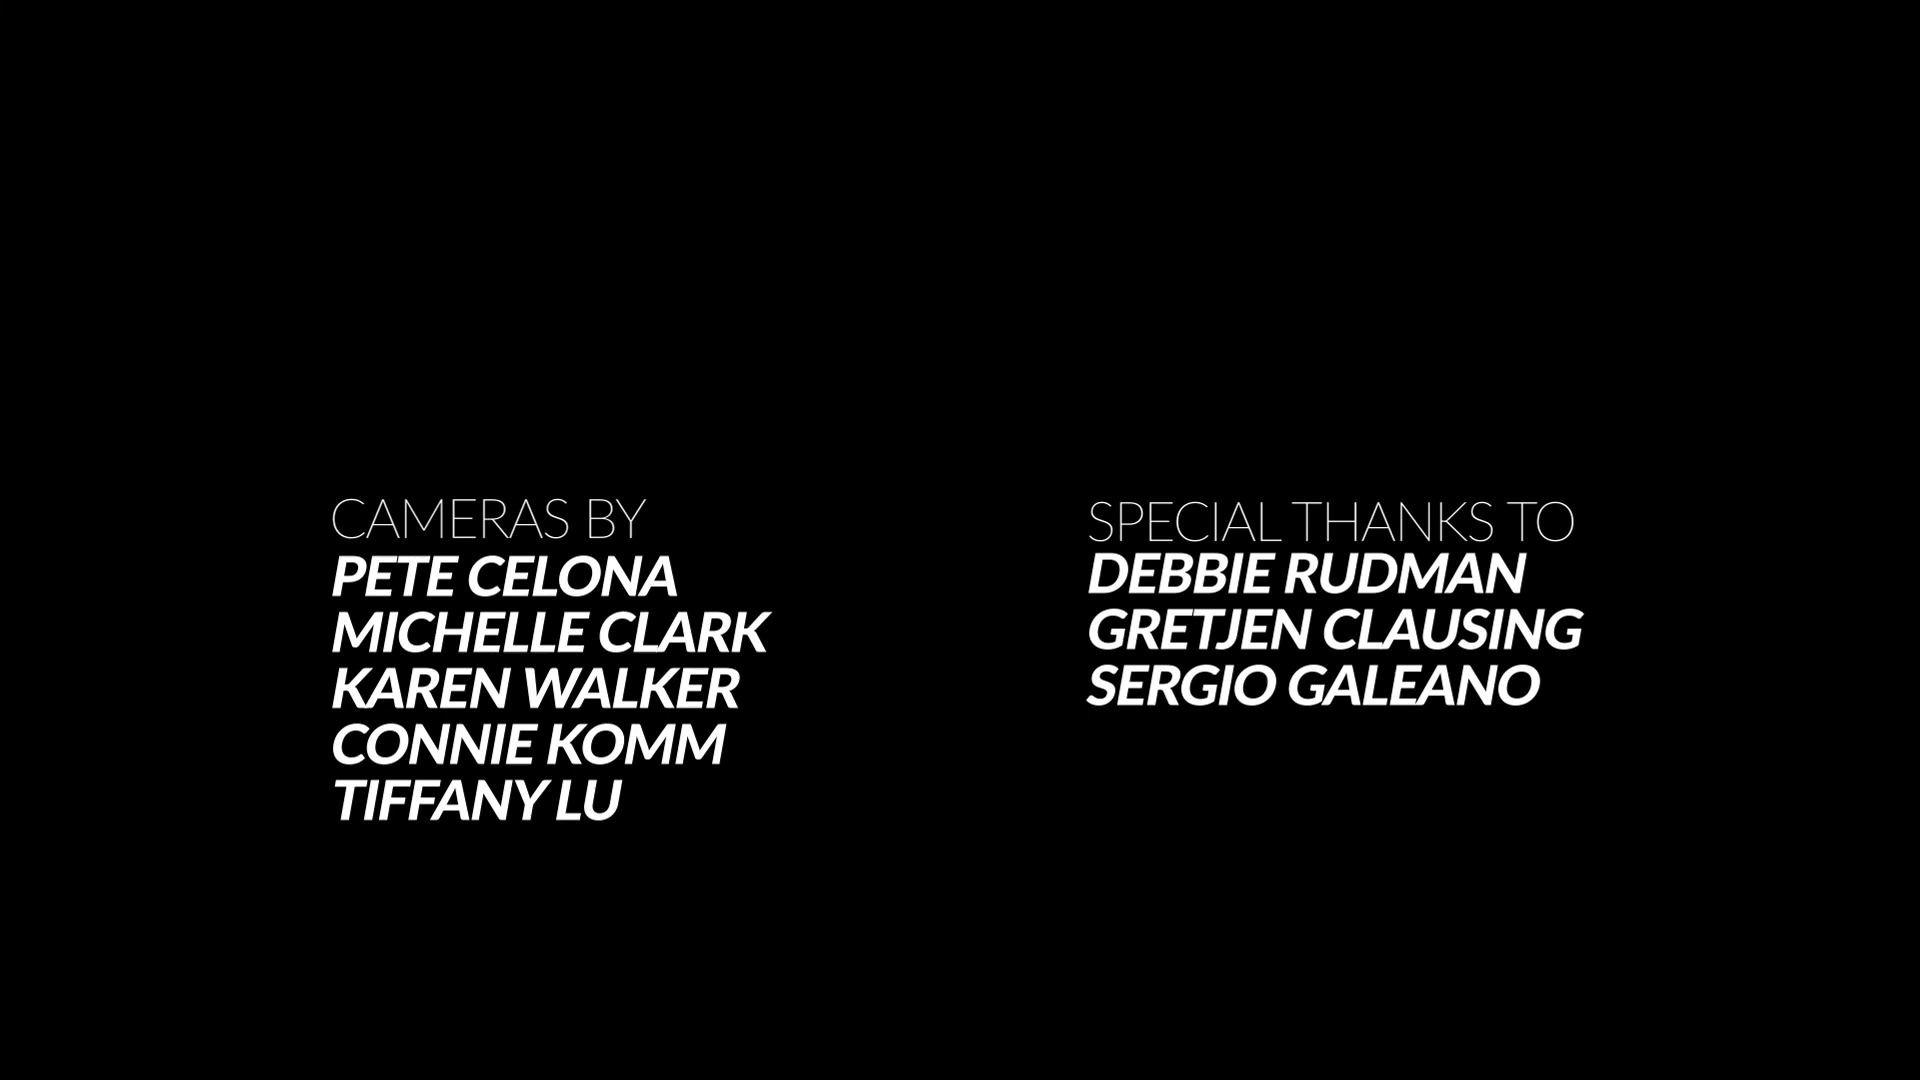 CAMERAS BY
PETE CELONA
MICHELLE CLARK
KAREN WALKER
CONNIE KOMM
TIFFANY LU
SPECIAL THANKS TO
DEBBIE RUDMAN
GRETJEN CLAUSING
SERGIO GALEANO